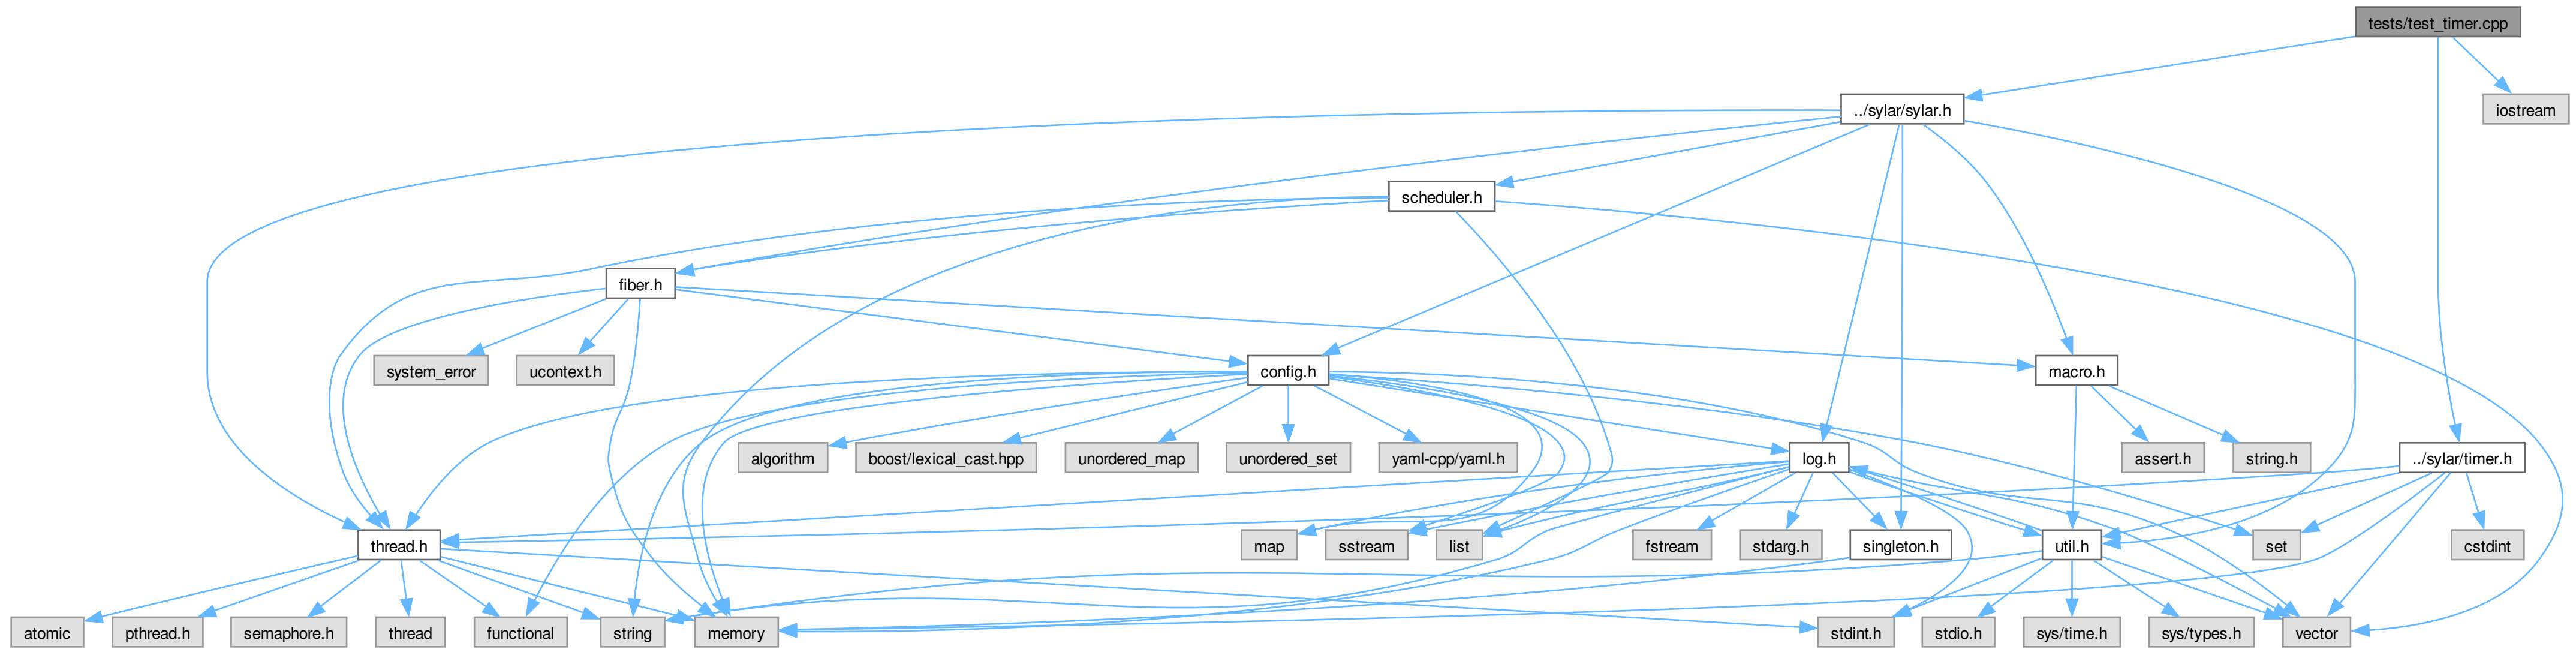 tests/test_timer.cpp
../sylar/sylar.h
iostream
scheduler.h
fiber.h
system_error
ucontext.h
config.h
macro.h
algorithm
boost/lexical_cast.hpp
unordered_map
unordered_set
yaml-cpp/yaml.h
log.h
assert.h
string.h
../sylar/timer.h
thread.h
map
sstream
list
fstream
stdarg.h
singleton.h
util.h
set
cstdint
atomic
pthread.h
semaphore.h
thread
functional
string
memory
stdint.h
stdio.h
sys/time.h
sys/types.h
vector